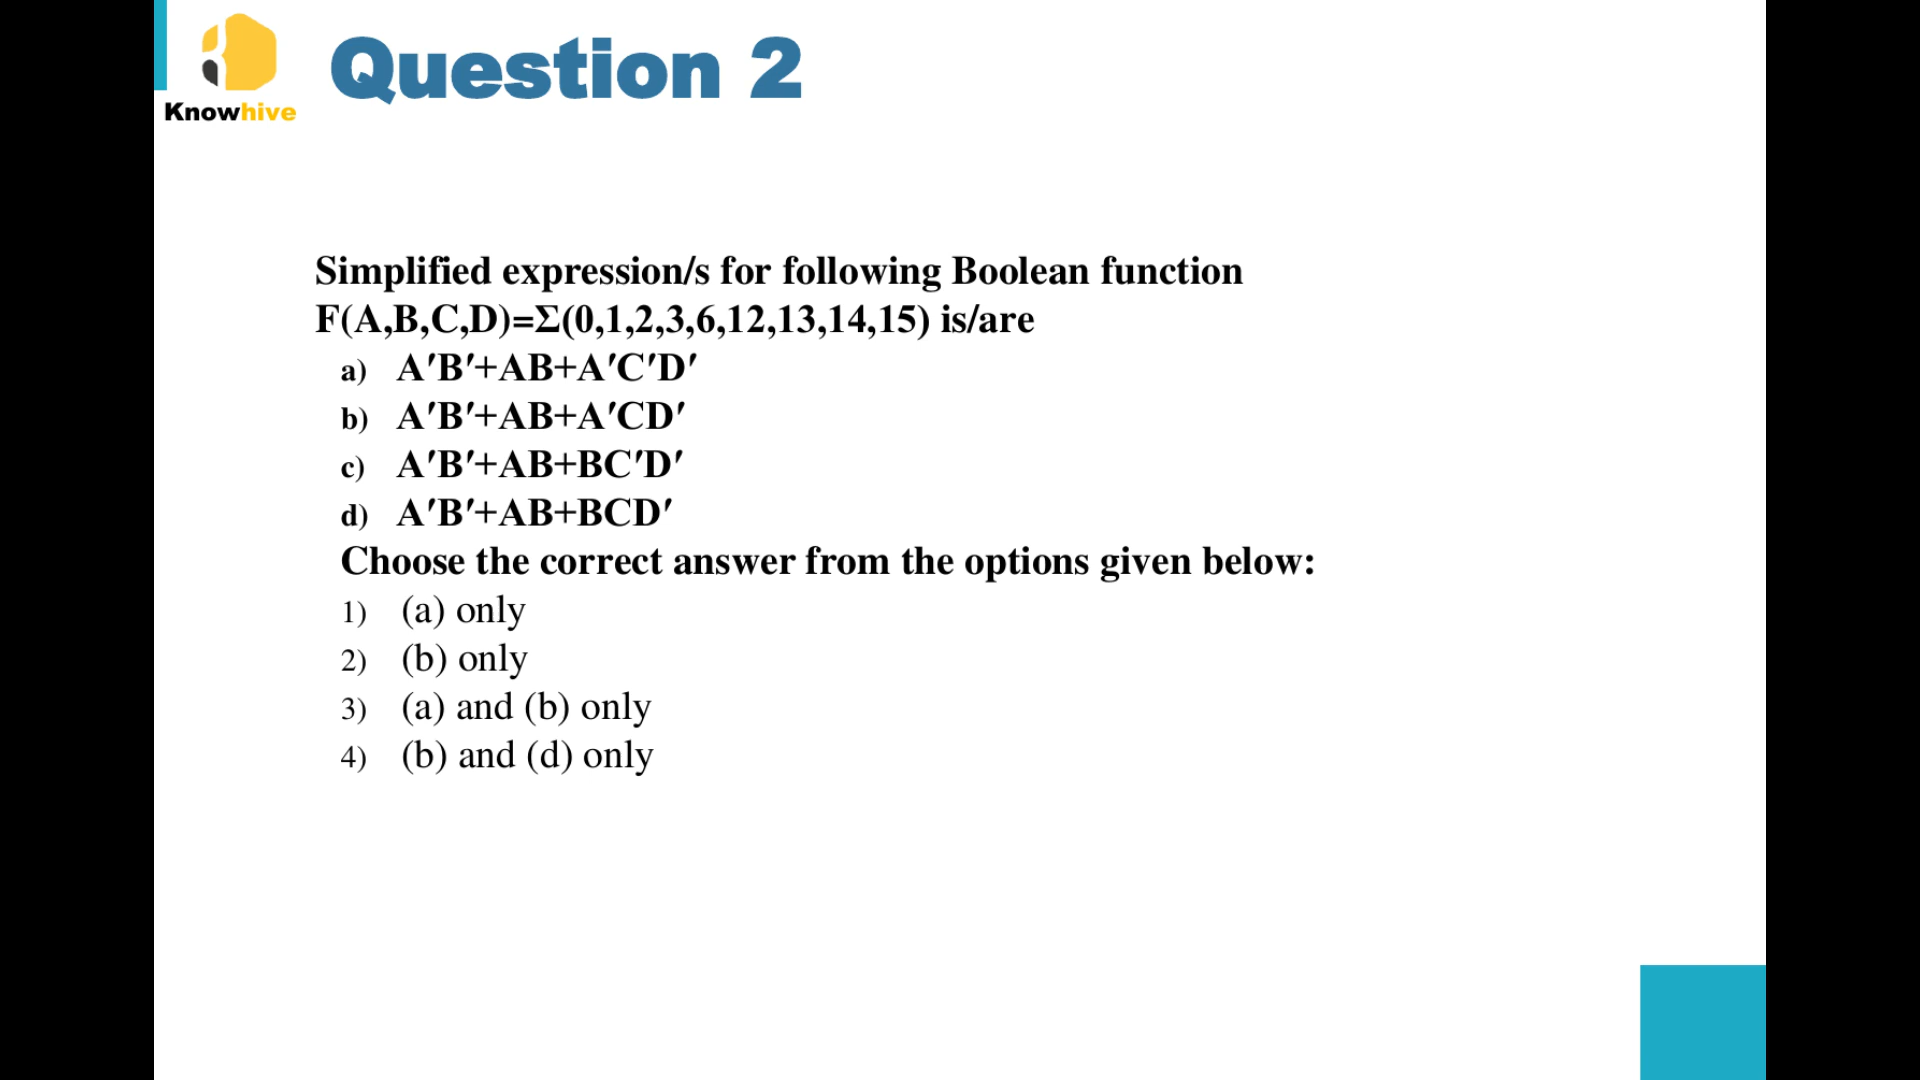 Knowhive
Question 2
Simplified expression/s for following Boolean function
F(A,B,C,D)=Σ(0,1,2,3,6,12,13,14,15) is/are
a) A′B′+AB+A′C′D′
b) A′B′+AB+A′CD′
c) A′B′+AB+BC′D′
d) A′B′+AB+BCD′
Choose the correct answer from the options given below:
1) (a) only
2) (b) only
3) (a) and (b) only
4) (b) and (d) only